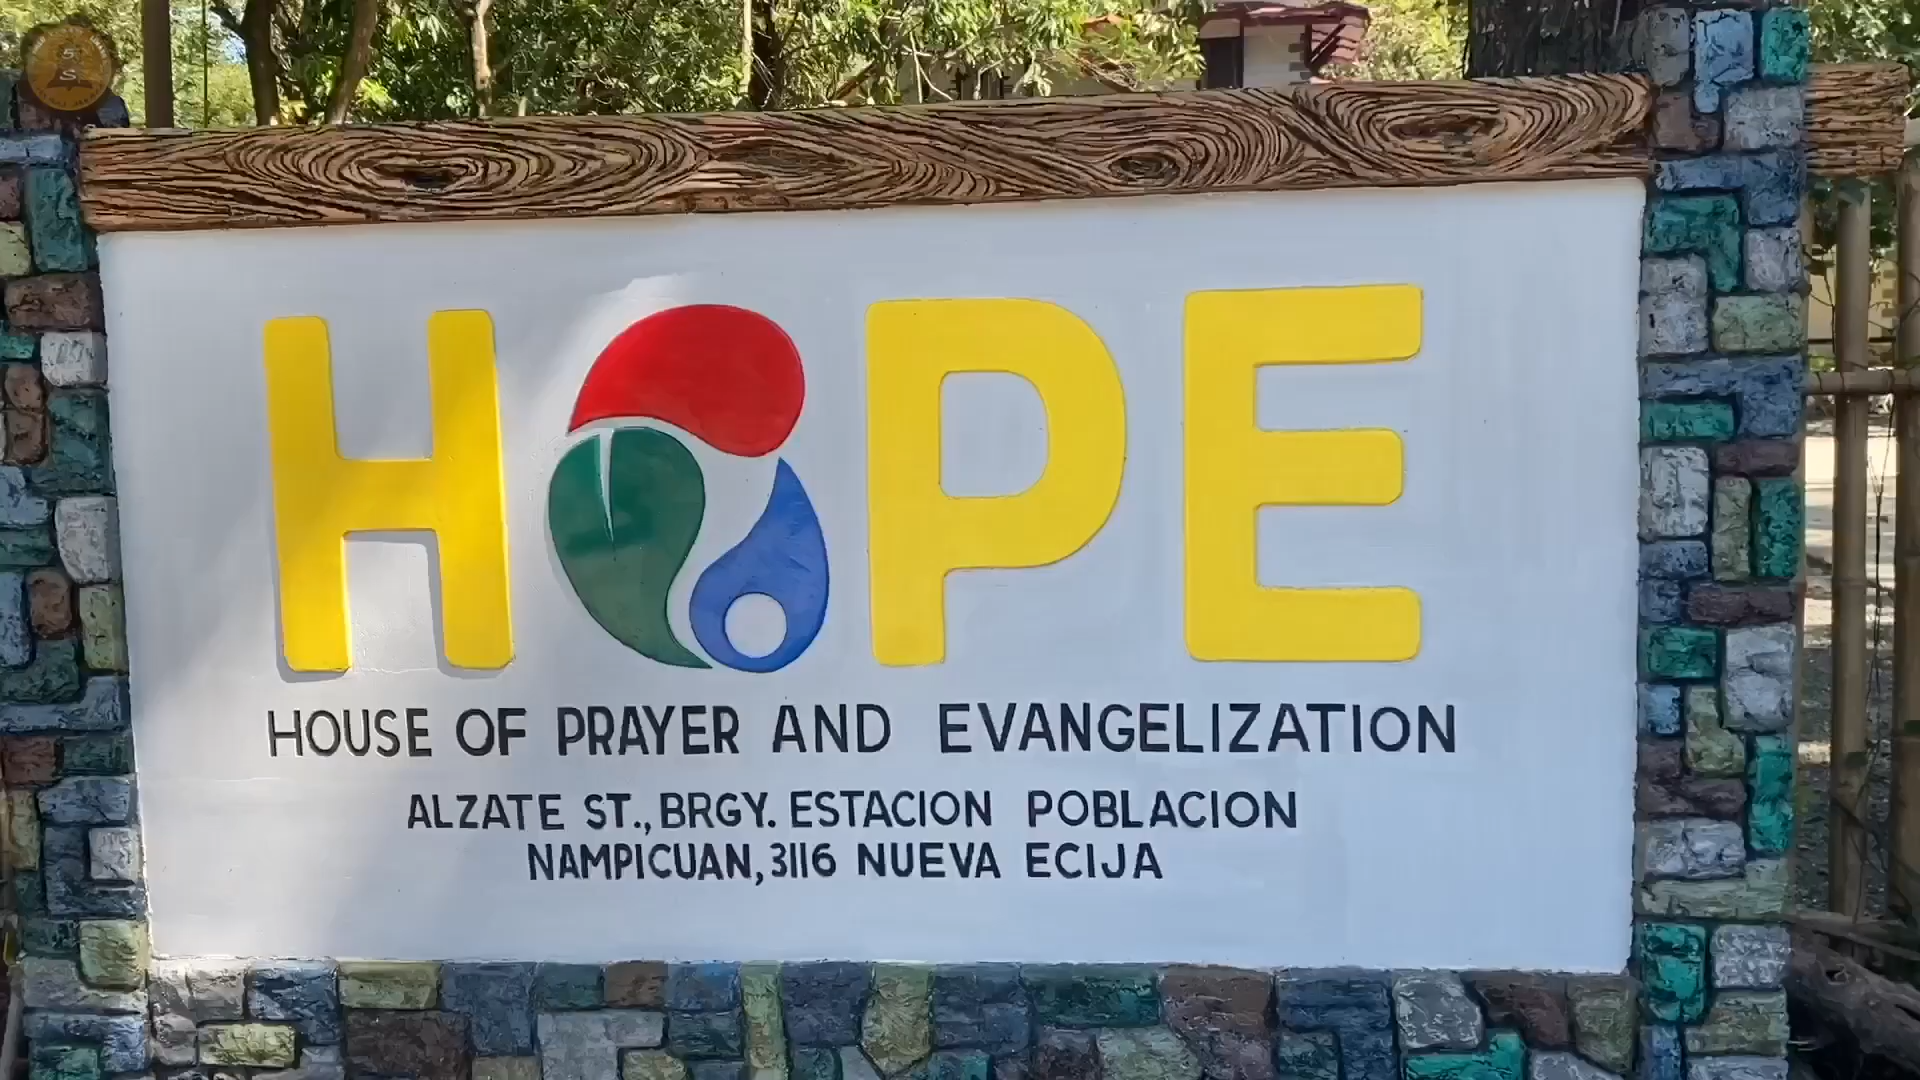 HOPE
HOUSE OF PRAYER AND EVANGELIZATION
ALZATE ST., BRGY. ESTACION POBLACION
NAMPICUAN, 3116 NUEVA ECIJA